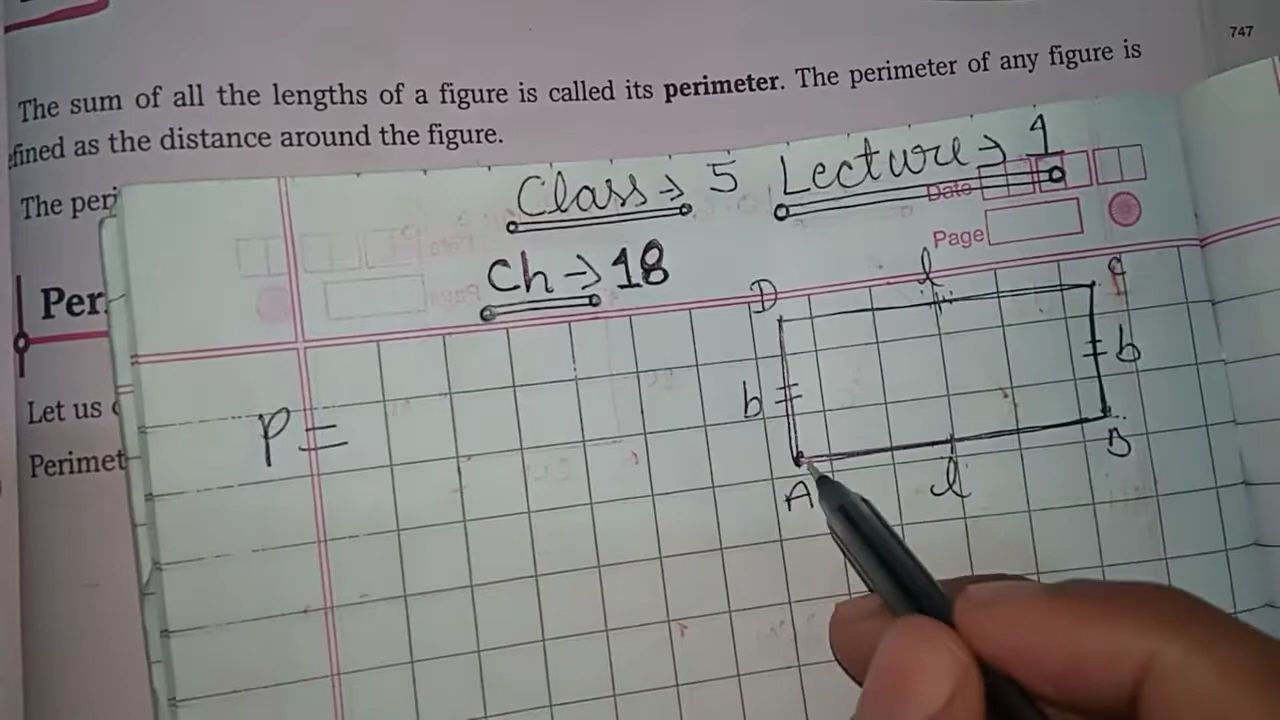 747
The sum of all the lengths of a figure is called its perimeter. The perimeter of any figure is
fined as the distance around the figure.
The peri
Class → 5 Lecture → 1
Date
Page
Ch → 18
Per
Let us
Perimet
P =
D l C
b b
A l B